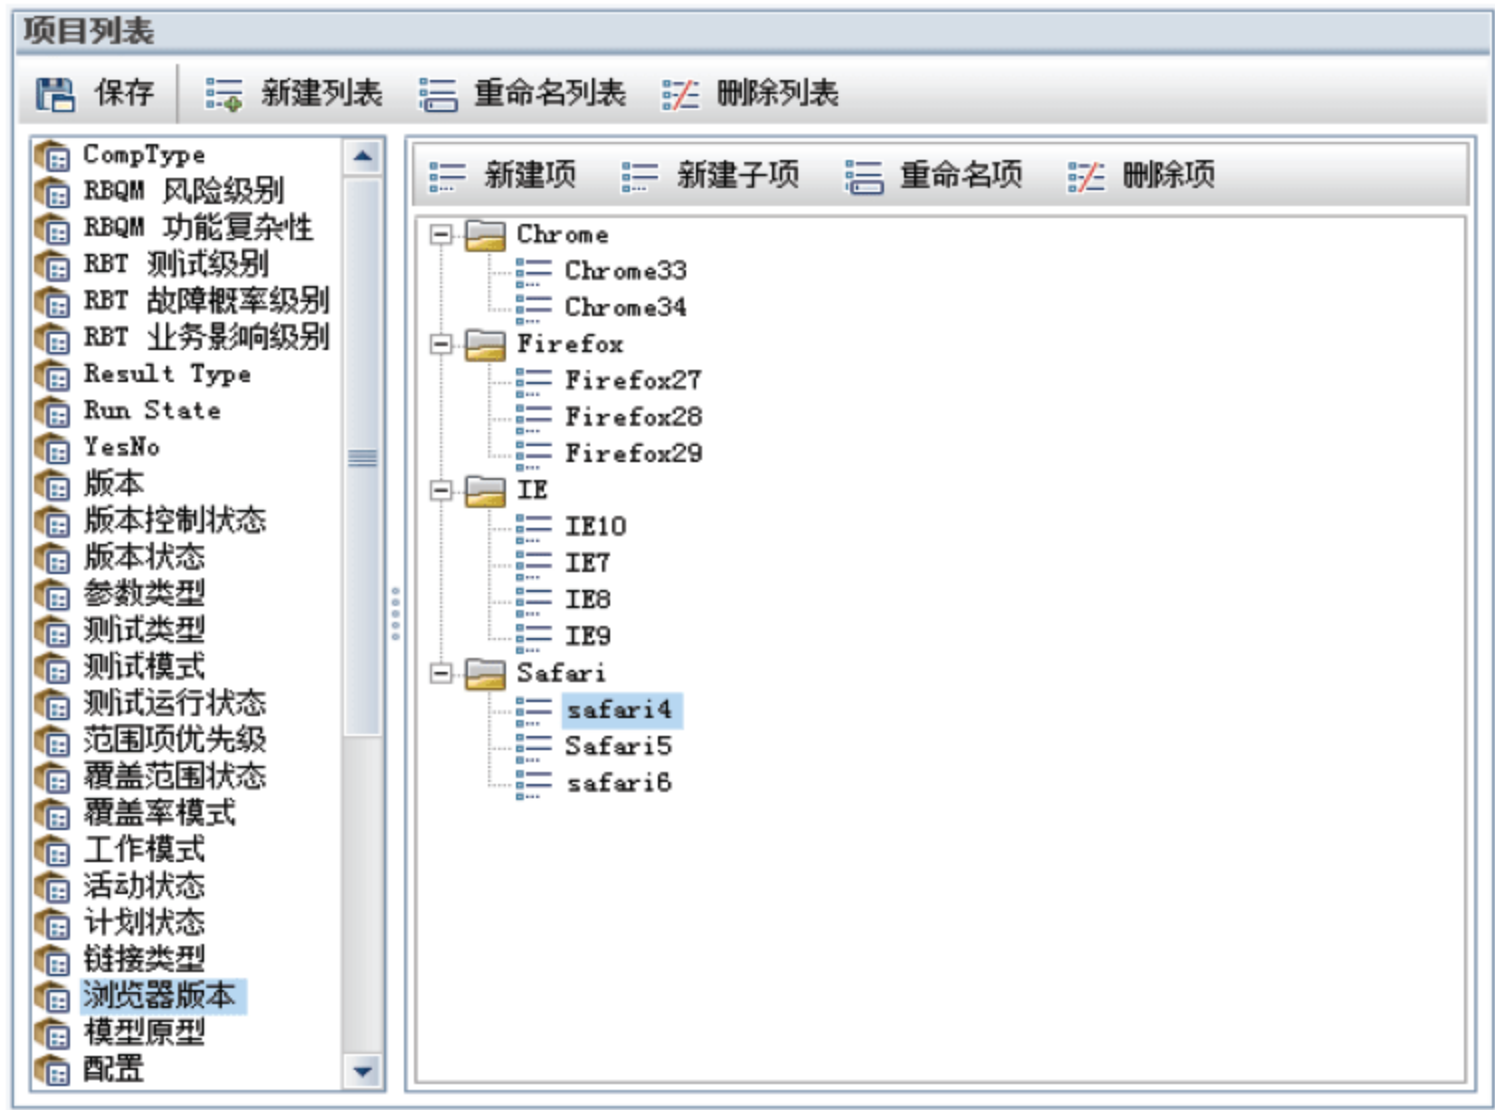 项目列表
保存 新建列表 重命名列表 删除列表
CompType
RBQM 风险级别
RBQM 功能复杂性
RBT 测试级别
RBT 故障概率级别
RBT 业务影响级别
Result Type
Run State
YesNo
版本
版本控制状态
版本状态
参数类型
测试类型
测试模式
测试运行状态
范围项优先级
覆盖范围状态
覆盖率模式
工作模式
活动状态
计划状态
链接类型
浏览器版本
模型原型
配置
新建项 新建子项 重命名项 删除项
Chrome
Chrome33
Chrome34
Firefox
Firefox27
Firefox28
Firefox29
IE
IE10
IE7
IE8
IE9
Safari
safari4
Safari5
safari6